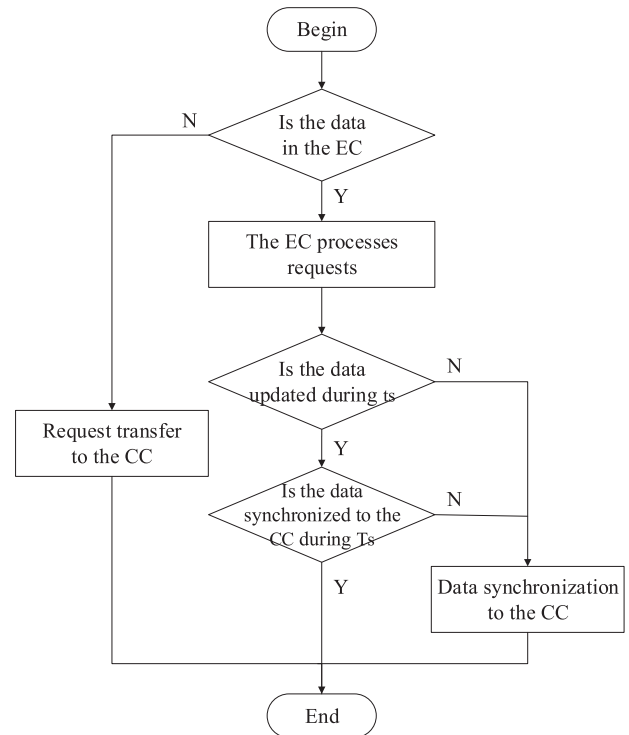 Begin
N
Is the data
in the EC
Y
The EC processes
requests
Is the data
updated during ts
N
Request transfer
to the CC
Y
Is the data
synchronized to the
CC during Ts
N
Y
Data synchronization
to the CC
End